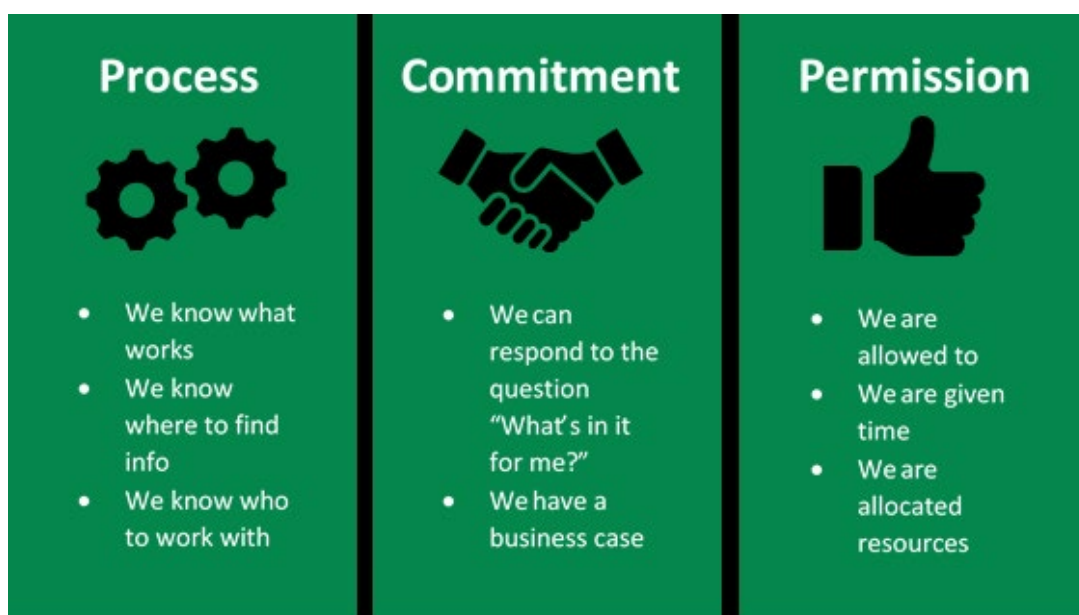 Process
• We know what
works
• We know
where to find
info
• We know who
to work with
Commitment
• We can
respond to the
question
“What’s in it
for me?”
• We have a
business case
Permission
• We are
allowed to
• We are given
time
• We are
allocated
resources